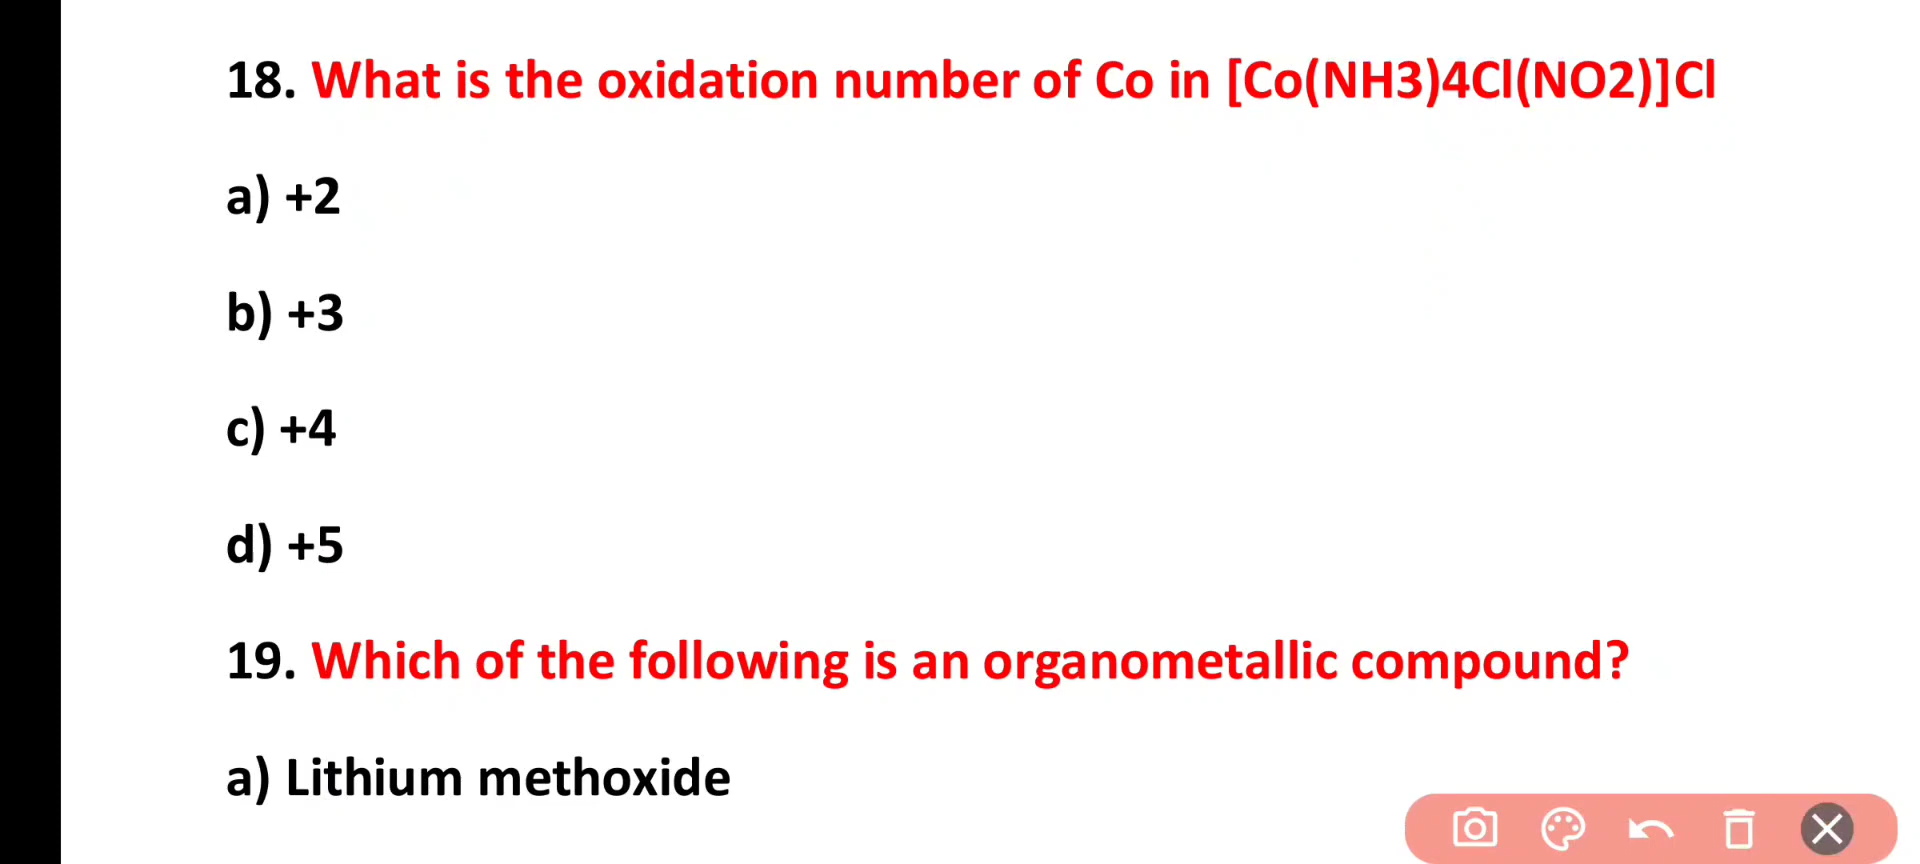 18. What is the oxidation number of Co in [Co(NH3)4Cl(NO2)]Cl
a) +2
b) +3
c) +4
d) +5
19. Which of the following is an organometallic compound?
a) Lithium methoxide